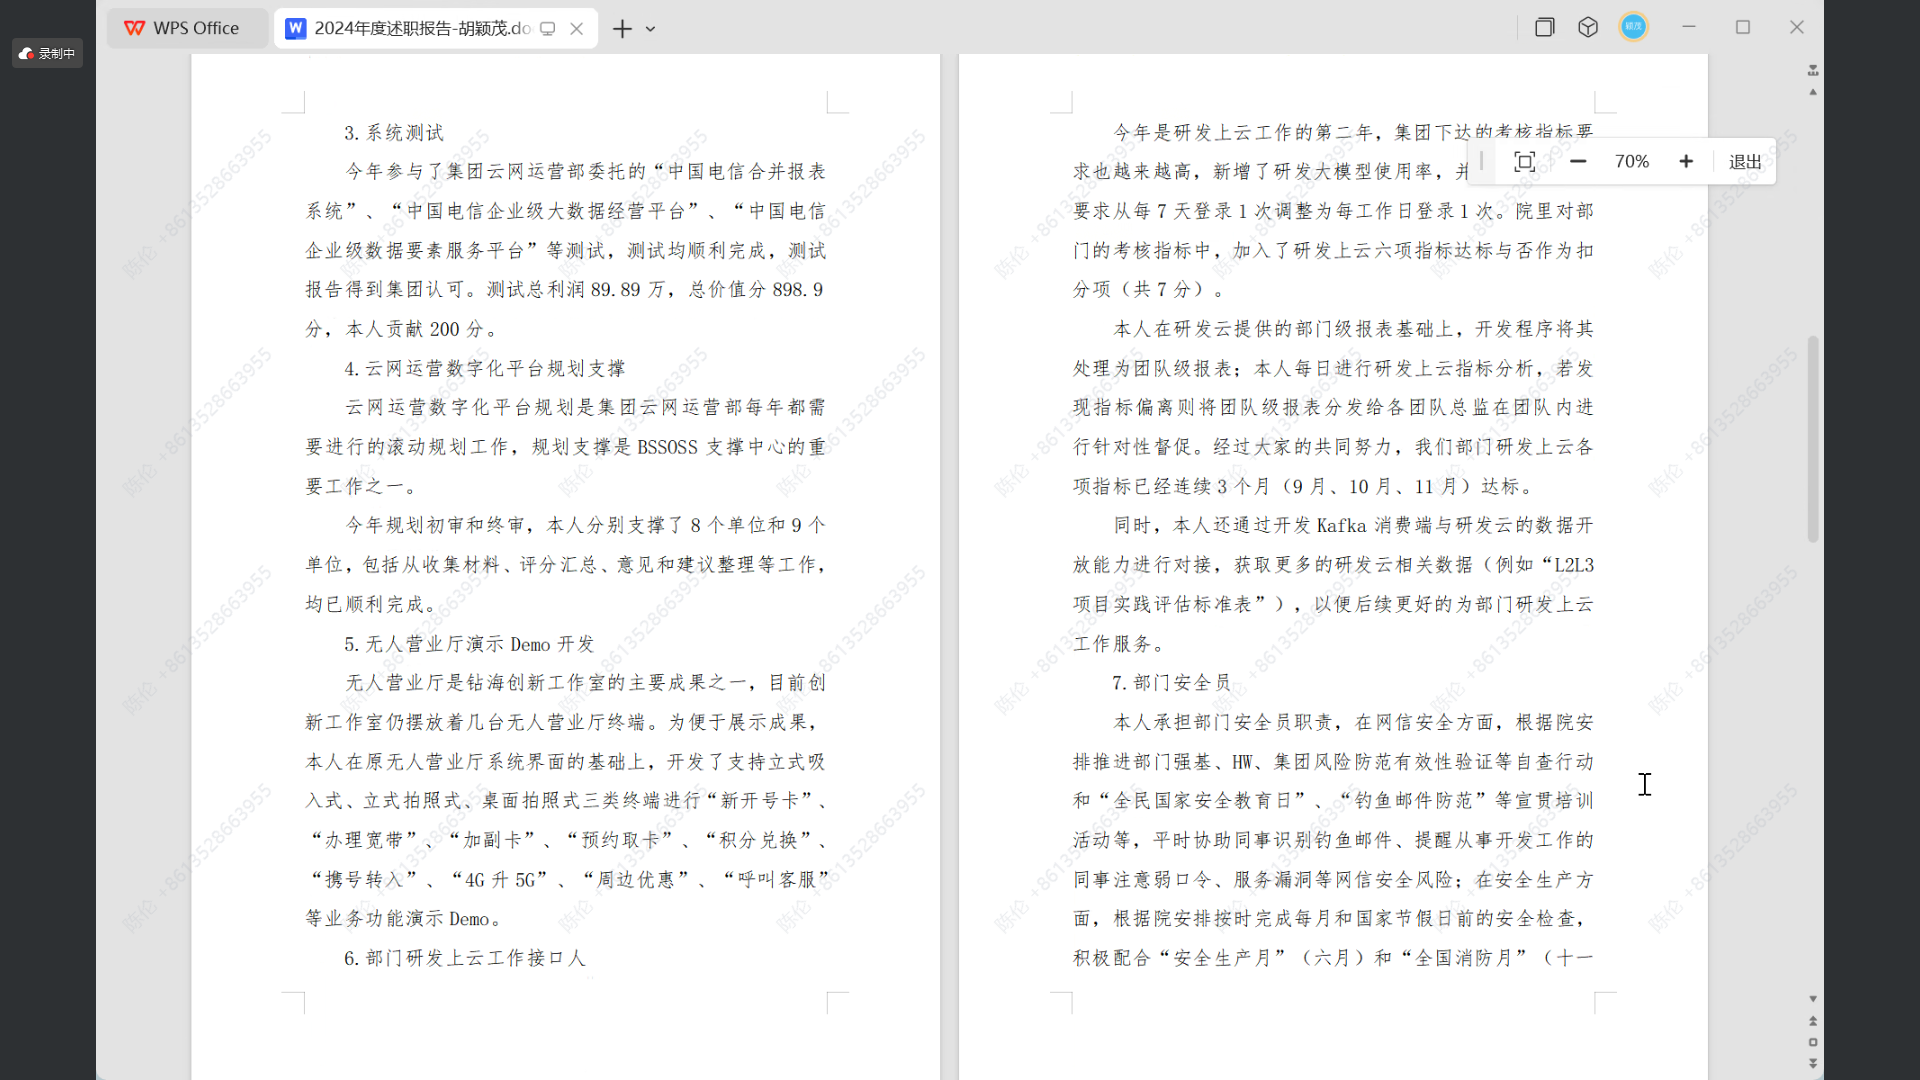 录制中
WPS Office
2024年度述职报告-胡颖茂.do
颖茂
3.系统测试
今年参与了集团云网运营部委托的“中国电信合并报表
系统”、“中国电信企业级大数据经营平台”、“中国电信
企业级数据要素服务平台”等测试，测试均顺利完成，测试
报告得到集团认可。测试总利润 89.89 万，总价值分 898.9
分，本人贡献 200 分。
4.云网运营数字化平台规划支撑
云网运营数字化平台规划是集团云网运营部每年都需
要进行的滚动规划工作，规划支撑是 BSSOSS 支撑中心的重
要工作之一。
今年规划初审和终审，本人分别支撑了 8 个单位和 9 个
单位，包括从收集材料、评分汇总、意见和建议整理等工作，
均已顺利完成。
5.无人营业厅演示 Demo 开发
无人营业厅是钻海创新工作室的主要成果之一，目前创
新工作室仍摆放着几台无人营业厅终端。为便于展示成果，
本人在原无人营业厅系统界面的基础上，开发了支持立式吸
入式、立式拍照式、桌面拍照式三类终端进行“新开号卡”、
“办理宽带”、“加副卡”、“预约取卡”、“积分兑换”、
“携号转入”、“4G 升 5G”、“周边优惠”、“呼叫客服”
等业务功能演示 Demo。
6.部门研发上云工作接口人
今年是研发上云工作的第二年，集团下达的考核指标要
求也越来越高，新增了研发大模型使用率，并
要求从每 7 天登录 1 次调整为每工作日登录 1 次。院里对部
门的考核指标中，加入了研发上云六项指标达标与否作为扣
分项（共 7 分）。
本人在研发云提供的部门级报表基础上，开发程序将其
处理为团队级报表；本人每日进行研发上云指标分析，若发
现指标偏离则将团队级报表分发给各团队总监在团队内进
行针对性督促。经过大家的共同努力，我们部门研发上云各
项指标已经连续 3 个月（9 月、10 月、11 月）达标。
同时，本人还通过开发 Kafka 消费端与研发云的数据开
放能力进行对接，获取更多的研发云相关数据（例如“L2L3
项目实践评估标准表”），以便后续更好的为部门研发上云
工作服务。
7.部门安全员
本人承担部门安全员职责，在网信安全方面，根据院安
排推进部门强基、HW、集团风险防范有效性验证等自查行动
和“全民国家安全教育日”、“钓鱼邮件防范”等宣贯培训
活动等，平时协助同事识别钓鱼邮件、提醒从事开发工作的
同事注意弱口令、服务漏洞等网信安全风险；在安全生产方
面，根据院安排按时完成每月和国家节假日前的安全检查，
积极配合“安全生产月”（六月）和“全国消防月”（十一
70%
退出
陈伦 +8613528663955